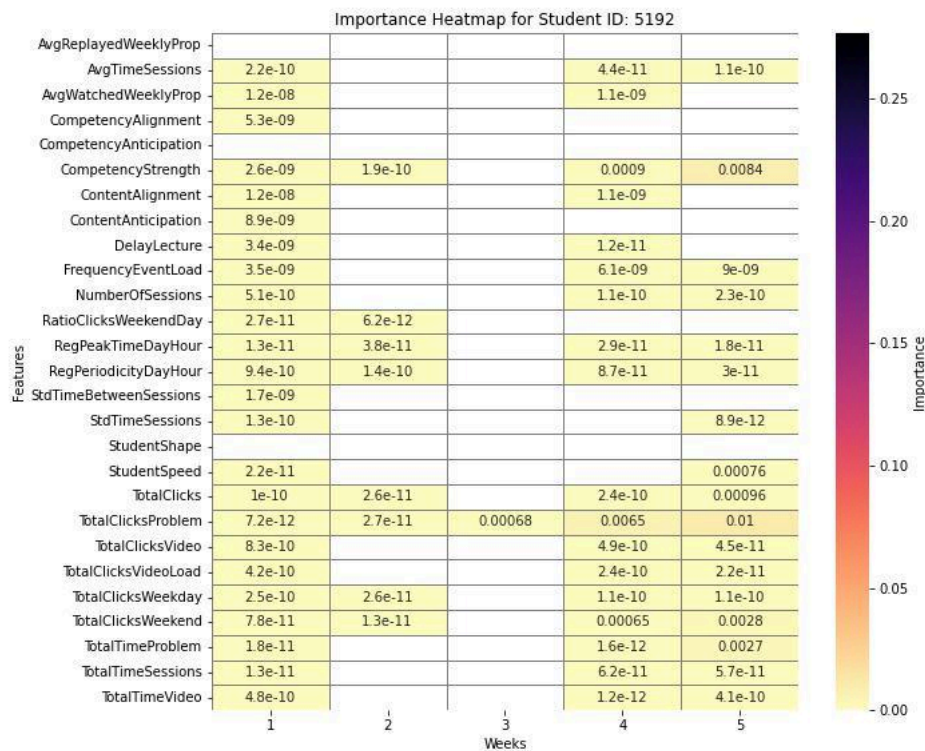 Importance Heatmap for Student ID: 5192
AvgReplayedWeeklyProp
AvgTimeSessions 2.2e-10 4.4e-11 1.1e-10
AvgWatchedWeeklyProp 1.2e-08 1.1e-09
CompetencyAlignment 5.3e-09
CompetencyAnticipation
CompetencyStrength 2.6e-09 1.9e-10 0.0009 0.0084
ContentAlignment 1.2e-08 1.1e-09
ContentAnticipation 8.9e-09
DelayLecture 3.4e-09 1.2e-11
FrequencyEventLoad 3.5e-09 6.1e-09 9e-09
NumberOfSessions 5.1e-10 1.1e-10 2.3e-10
RatioClicksWeekendDay 2.7e-11 6.2e-12
RegPeakTimeDayHour 1.3e-11 3.8e-11 2.9e-11 1.8e-11
RegPeriodicityDayHour 9.4e-10 1.4e-10 8.7e-11 3e-11
StdTimeBetweenSessions 1.7e-09
StdTimeSessions 1.3e-10 8.9e-12
StudentShape
StudentSpeed 2.2e-11 0.00076
TotalClicks 1e-10 2.6e-11 2.4e-10 0.00096
TotalClicksProblem 7.2e-12 2.7e-11 0.00068 0.0065 0.01
TotalClicksVideo 8.3e-10 4.9e-10 4.5e-11
TotalClicksVideoLoad 4.2e-10 2.4e-10 2.2e-11
TotalClicksWeekday 2.5e-10 2.6e-11 1.1e-10 1.1e-10
TotalClicksWeekend 7.8e-11 1.3e-11 0.00065 0.0028
TotalTimeProblem 1.8e-11 1.6e-12 0.0027
TotalTimeSessions 1.3e-11 6.2e-11 5.7e-11
TotalTimeVideo 4.8e-10 1.2e-12 4.1e-10
1 2 3 4 5
Weeks
Features
0.25
0.20
0.15
0.10
0.05
0.00
Importance